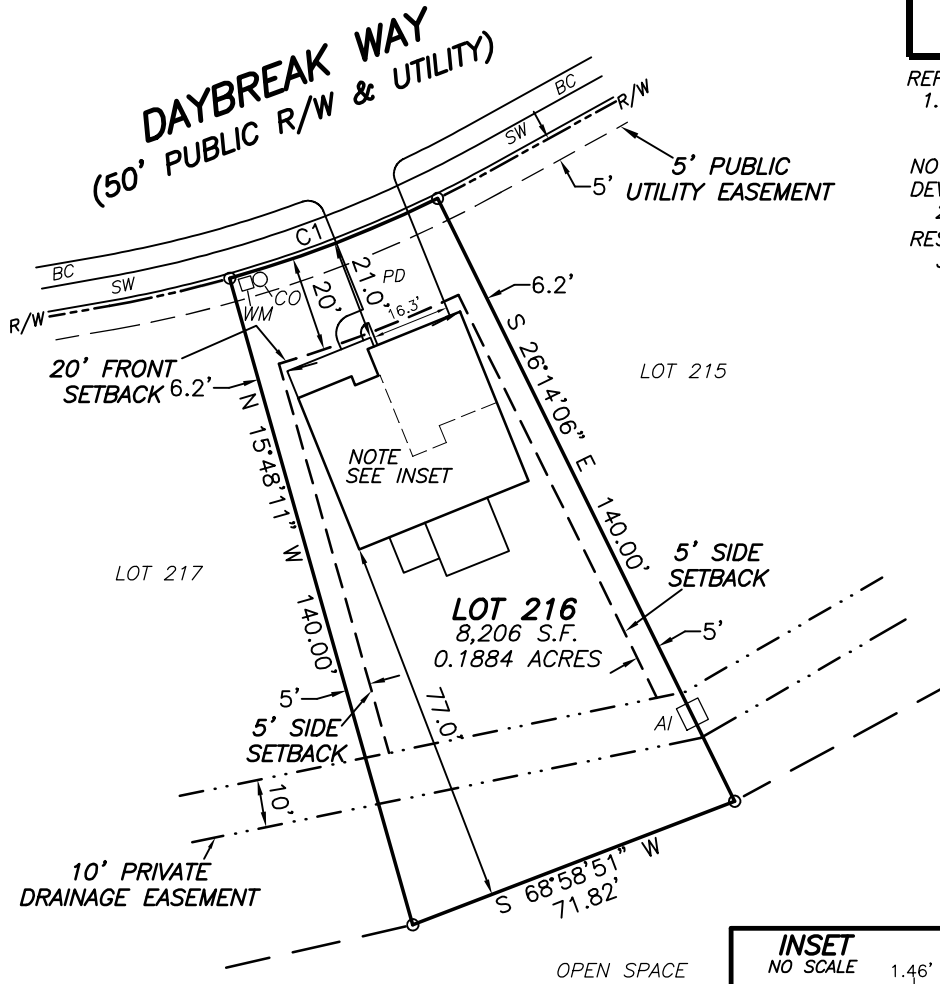 DAYBREAK WAY
(50' PUBLIC R/W & UTILITY)
BC
SW
R/W
REF
1.
5' PUBLIC
UTILITY EASEMENT
5'
NO
DEV
2
RES
C1
BC
SW
R/W
CO
WM
20'
21.0'
PD
16.3'
6.2'
20' FRONT
SETBACK
6.2'
S 26°14'06" E 140.00'
N 15°48'11" W 140.00'
LOT 215
NOTE
SEE INSET
LOT 217
5' SIDE
SETBACK
LOT 216
8,206 S.F.
0.1884 ACRES
5'
5'
5' SIDE
SETBACK
77.0'
AI
10'
10' PRIVATE
DRAINAGE EASEMENT
S 68°58'51" W
71.82'
OPEN SPACE
INSET
NO SCALE
1.46'